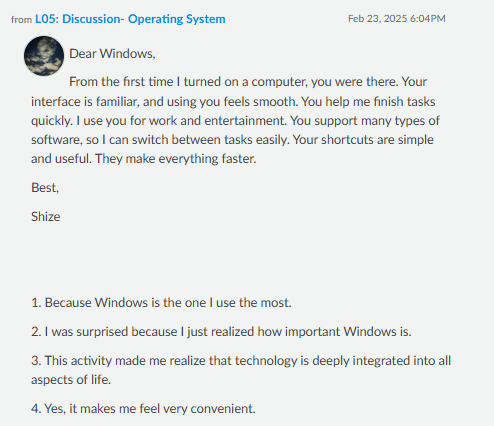 from L05: Discussion- Operating System
Feb 23, 2025 6:04PM
Dear Windows,
From the first time I turned on a computer, you were there. Your
interface is familiar, and using you feels smooth. You help me finish tasks
quickly. I use you for work and entertainment. You support many types of
software, so I can switch between tasks easily. Your shortcuts are simple
and useful. They make everything faster.
Best,
Shize
1. Because Windows is the one I use the most.
2. I was surprised because I just realized how important Windows is.
3. This activity made me realize that technology is deeply integrated into all
aspects of life.
4. Yes, it makes me feel very convenient.